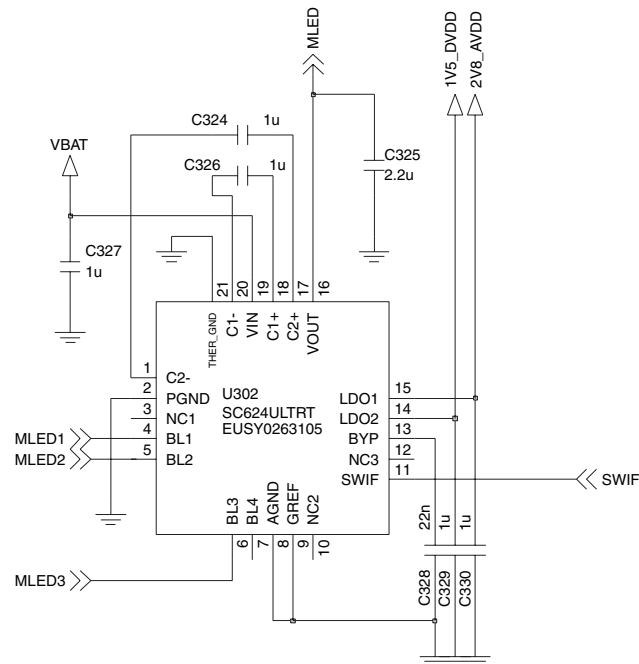 MLED
1V5_DVDD
2V8_AVDD
C324 1u
VBAT
C326 1u
C325
2.2u
C327
1u
21 20 19 18 17 16
THER_GND C1- VIN C1+ C2+ VOUT
1 C2-
2 PGND
3 NC1
4 BL1
5 BL2
U302
SC624ULTRT
EUSY0263105
LDO1 15
LDO2 14
BYP 13
NC3 12
SWIF 11
MLED1
MLED2
SWIF
BL3 BL4 AGND GREF NC2
6 7 8 9 10
22n 1u 1u
MLED3
C328 C329 C330